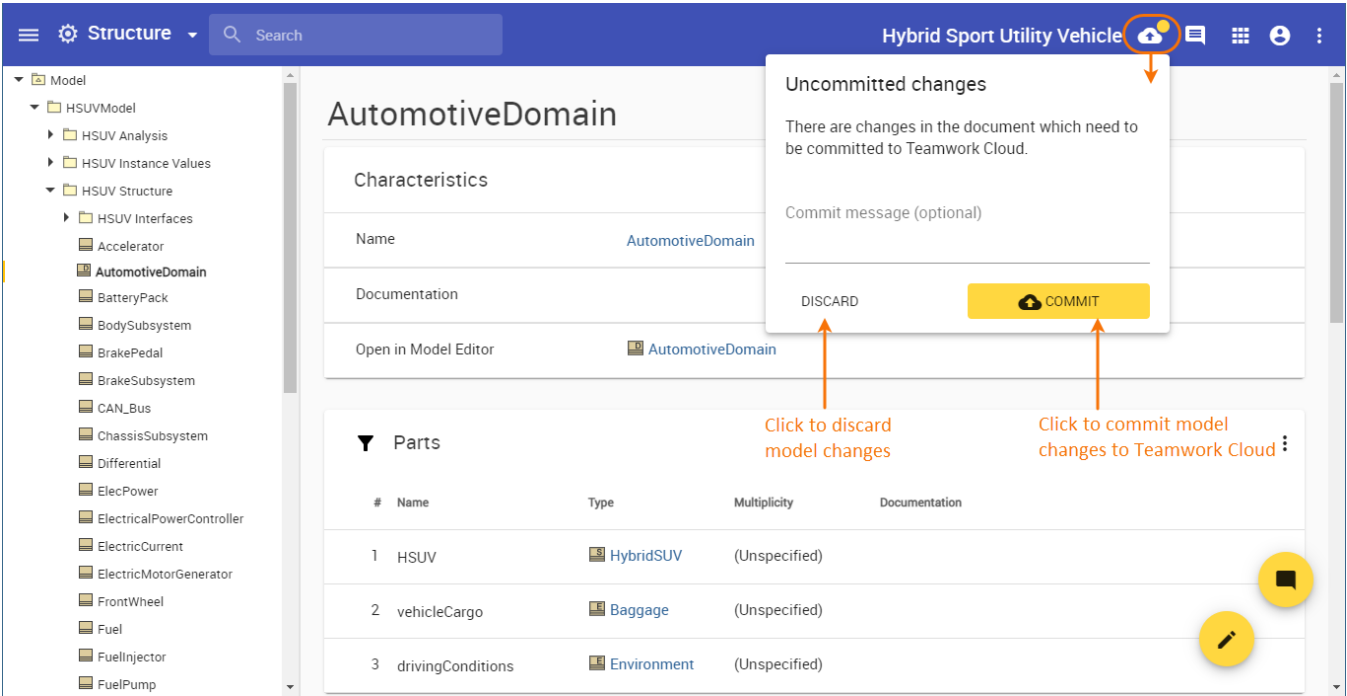 Structure
Search
Hybrid Sport Utility Vehicle
Model
HSUVModel
HSUV Analysis
HSUV Instance Values
HSUV Structure
HSUV Interfaces
Accelerator
AutomotiveDomain
BatteryPack
BodySubsystem
BrakePedal
BrakeSubsystem
CAN_Bus
ChassisSubsystem
Differential
ElecPower
ElectricalPowerController
ElectricCurrent
ElectricMotorGenerator
FrontWheel
Fuel
FuelInjector
FuelPump
AutomotiveDomain
Characteristics
Name AutomotiveDomain
Documentation
Open in Model Editor D AutomotiveDomain
Uncommitted changes
There are changes in the document which need to
be committed to Teamwork Cloud.
Commit message (optional)
DISCARD COMMIT
Click to discard
model changes
Click to commit model
changes to Teamwork Cloud
Parts
# Name Type Multiplicity Documentation
1 HSUV S HybridSUV (Unspecified)
2 vehicleCargo E Baggage (Unspecified)
3 drivingConditions E Environment (Unspecified)